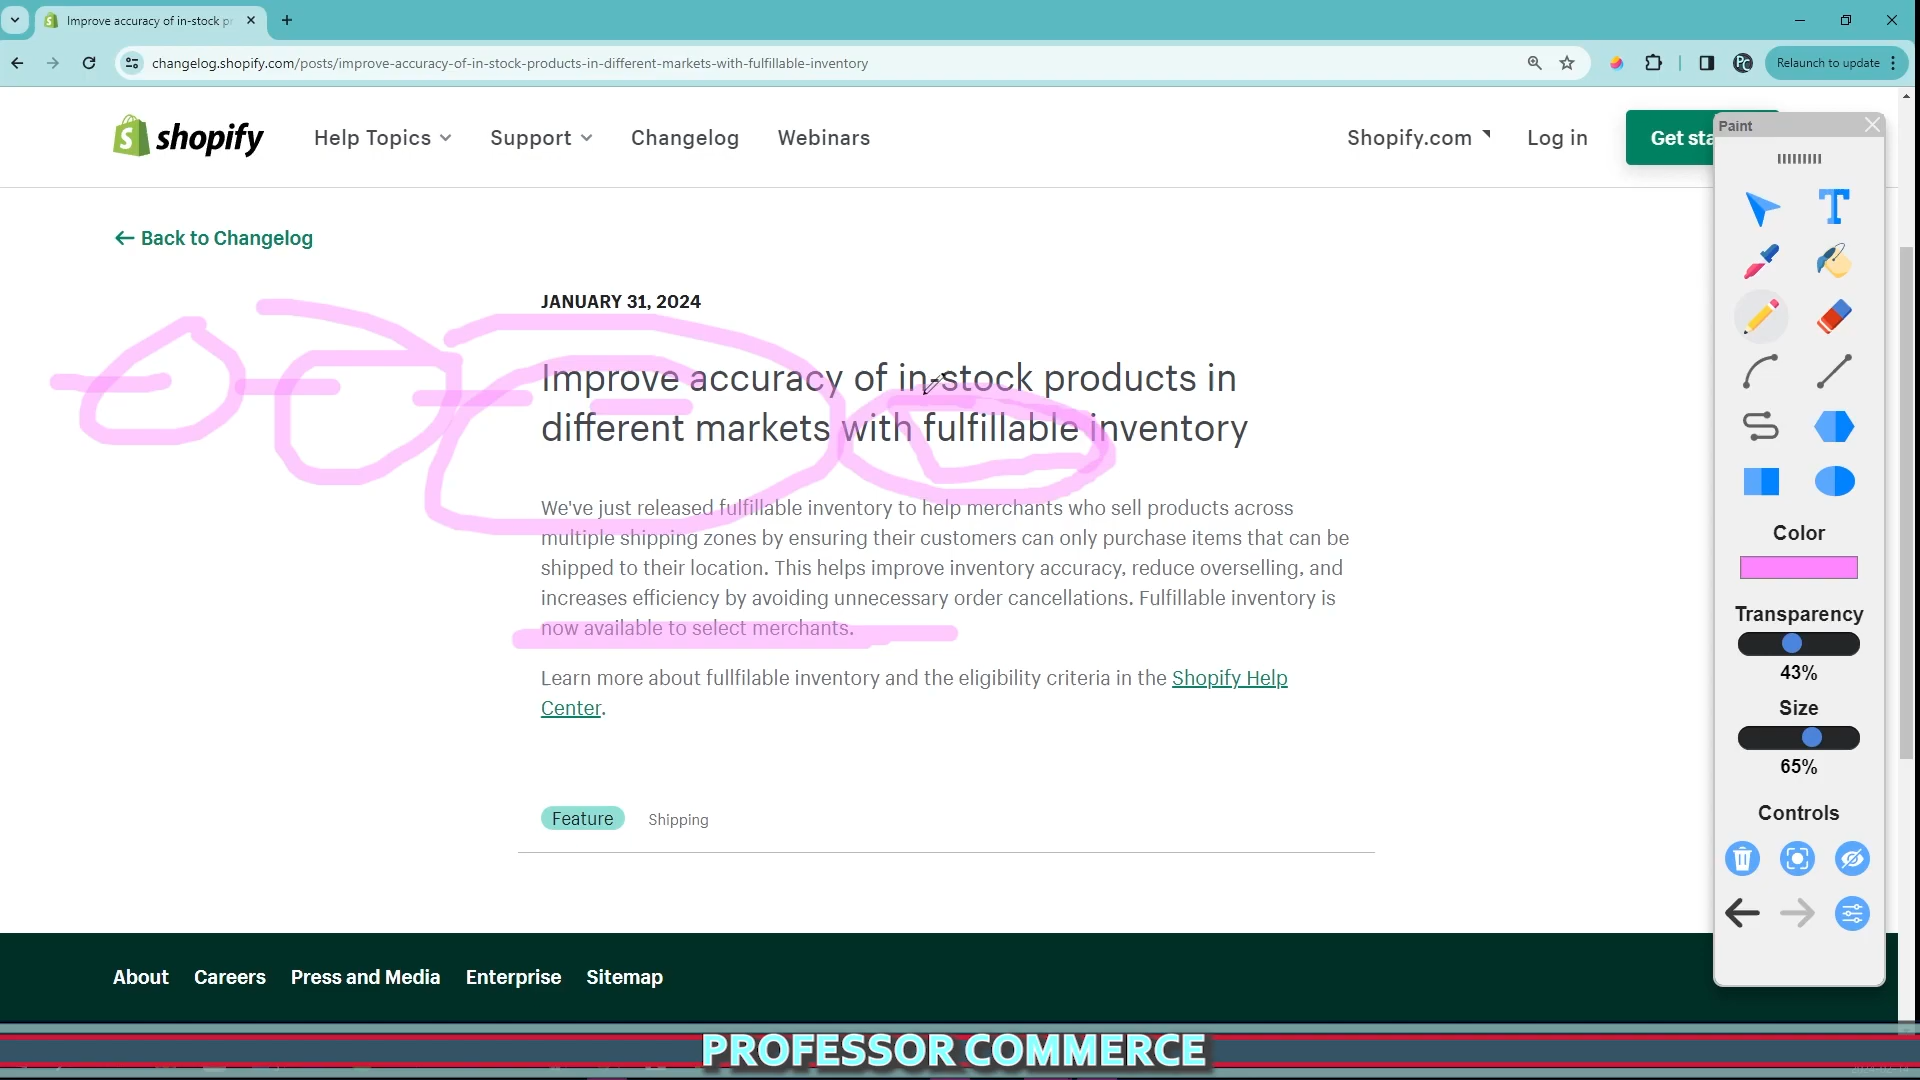 Improve accuracy of in-stock pr
changelog.shopify.com/posts/improve-accuracy-of-in-stock-products-in-different-markets-with-fulfillable-inventory
PC
Relaunch to update
shopify
Help Topics
Support
Changelog
Webinars
Shopify.com
Log in
Get sta
Paint
← Back to Changelog
JANUARY 31, 2024
Improve accuracy of in-stock products in
different markets with fulfillable inventory
We've just released fulfillable inventory to help merchants who sell products across
multiple shipping zones by ensuring their customers can only purchase items that can be
shipped to their location. This helps improve inventory accuracy, reduce overselling, and
increases efficiency by avoiding unnecessary order cancellations. Fulfillable inventory is
now available to select merchants.
Learn more about fullfilable inventory and the eligibility criteria in the Shopify Help
Center.
Feature
Shipping
Color
Transparency
43%
Size
65%
Controls
About
Careers
Press and Media
Enterprise
Sitemap
PROFESSOR COMMERCE